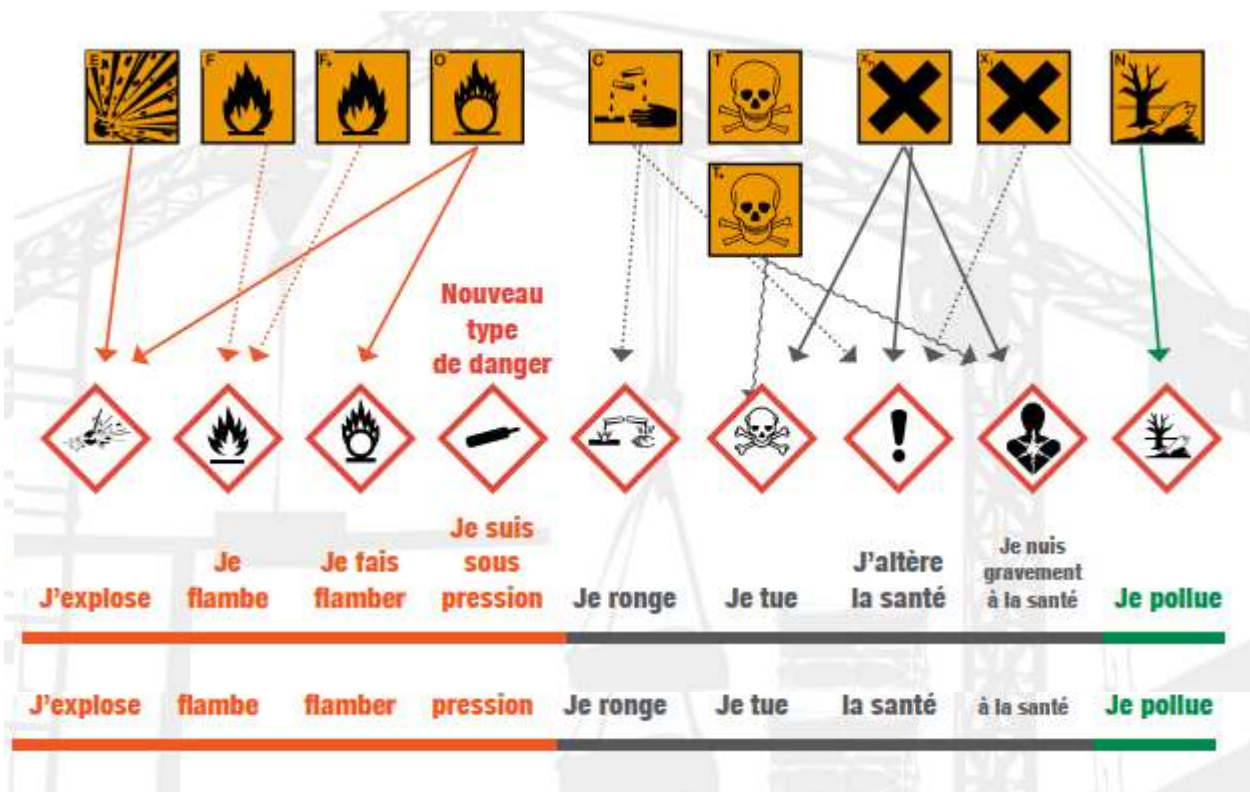 E
F
F+
O
C
T
Xn
Xi
N
T+
Nouveau
type
de danger
J'explose
Je
flambe
Je fais
flamber
Je suis
sous
pression
Je ronge
Je tue
J'altère
la santé
Je nuis
gravement
à la santé
Je pollue
J'explose
flambe
flamber
pression
Je ronge
Je tue
la santé
à la santé
Je pollue